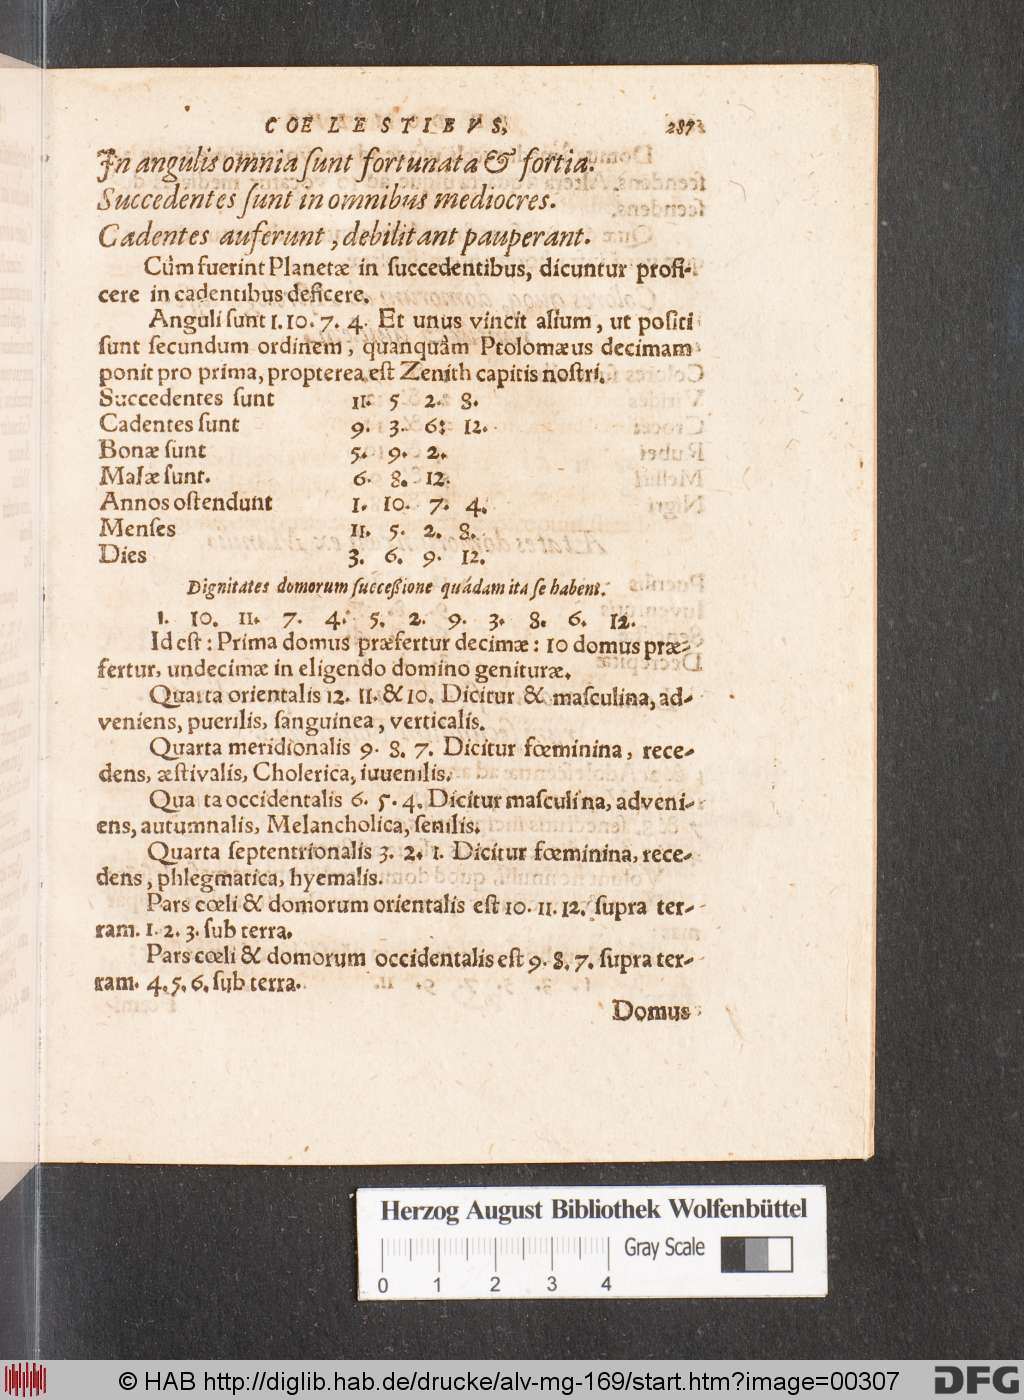 COELESTIBVS, 287
In angulis omnia ſunt fortunata & fortia.
Succedentes ſunt in omnibus mediocres.
Cadentes auferunt, debilitant pauperant.
Cùm fuerint Planetæ in ſuccedentibus, dicuntur profi-
cere in cadentibus deficere.
Anguli ſunt 1. 10. 7. 4. Et unus vincit alium, ut poſiti
ſunt ſecundum ordinem, quanquàm Ptolomæus decimam
ponit pro prima, propterea eſt Zenith capitis noſtri.
Succedentes ſunt 11. 5 2. 8.
Cadentes ſunt 9. 3. 6: 12.
Bonæ ſunt 5. 9. 2.
Malæ ſunt. 6. 8. 12.
Annos oſtendunt 1. 10. 7. 4.
Menſes 11. 5. 2. 8.
Dies 3. 6. 9. 12.
Dignitates domorum ſucceßione quádam ita ſe habent.
1. 10. 11. 7. 4. 5. 2. 9. 3. 8. 6. 12.
Id eſt: Prima domus præfertur decimæ: 10 domus præ-
fertur, undecimæ in eligendo domino genituræ.
Quarta orientalis 12. 11. & 10. Dicitur & maſculina, ad-
veniens, puerilis, ſanguinea, verticalis.
Quarta meridionalis 9. 8. 7. Dicitur fœminina, rece-
dens, æſtivalis, Cholerica, iuvenilis.
Qua ta occidentalis 6. 5. 4. Dicitur maſculina, adveni-
ens, autumnalis, Melancholica, ſenilis.
Quarta ſeptentrionalis 3. 2. 1. Dicitur fœminina, rece-
dens, phlegmatica, hyemalis.
Pars cœli & domorum orientalis eſt 10. 11. 12. ſupra ter-
ram. 1. 2. 3. ſub terra.
Pars cœli & domorum occidentalis eſt 9. 8. 7. ſupra ter-
ram. 4. 5. 6. ſub terra.
Domus
Herzog August Bibliothek Wolfenbüttel
Gray Scale
0 1 2 3 4
© HAB http://diglib.hab.de/drucke/alv-mg-169/start.htm?image=00307
DFG